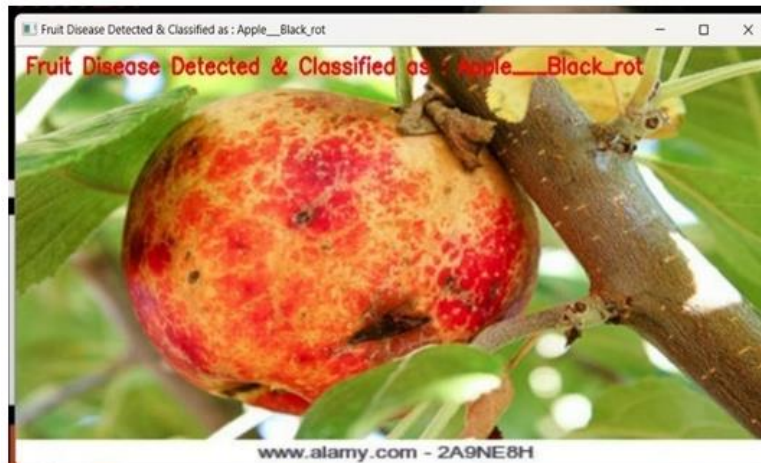 Fruit Disease Detected & Classified as : Apple___Black_rot
Fruit Disease Detected & Classified as : Apple___Black_rot
www.alamy.com - 2A9NE8H